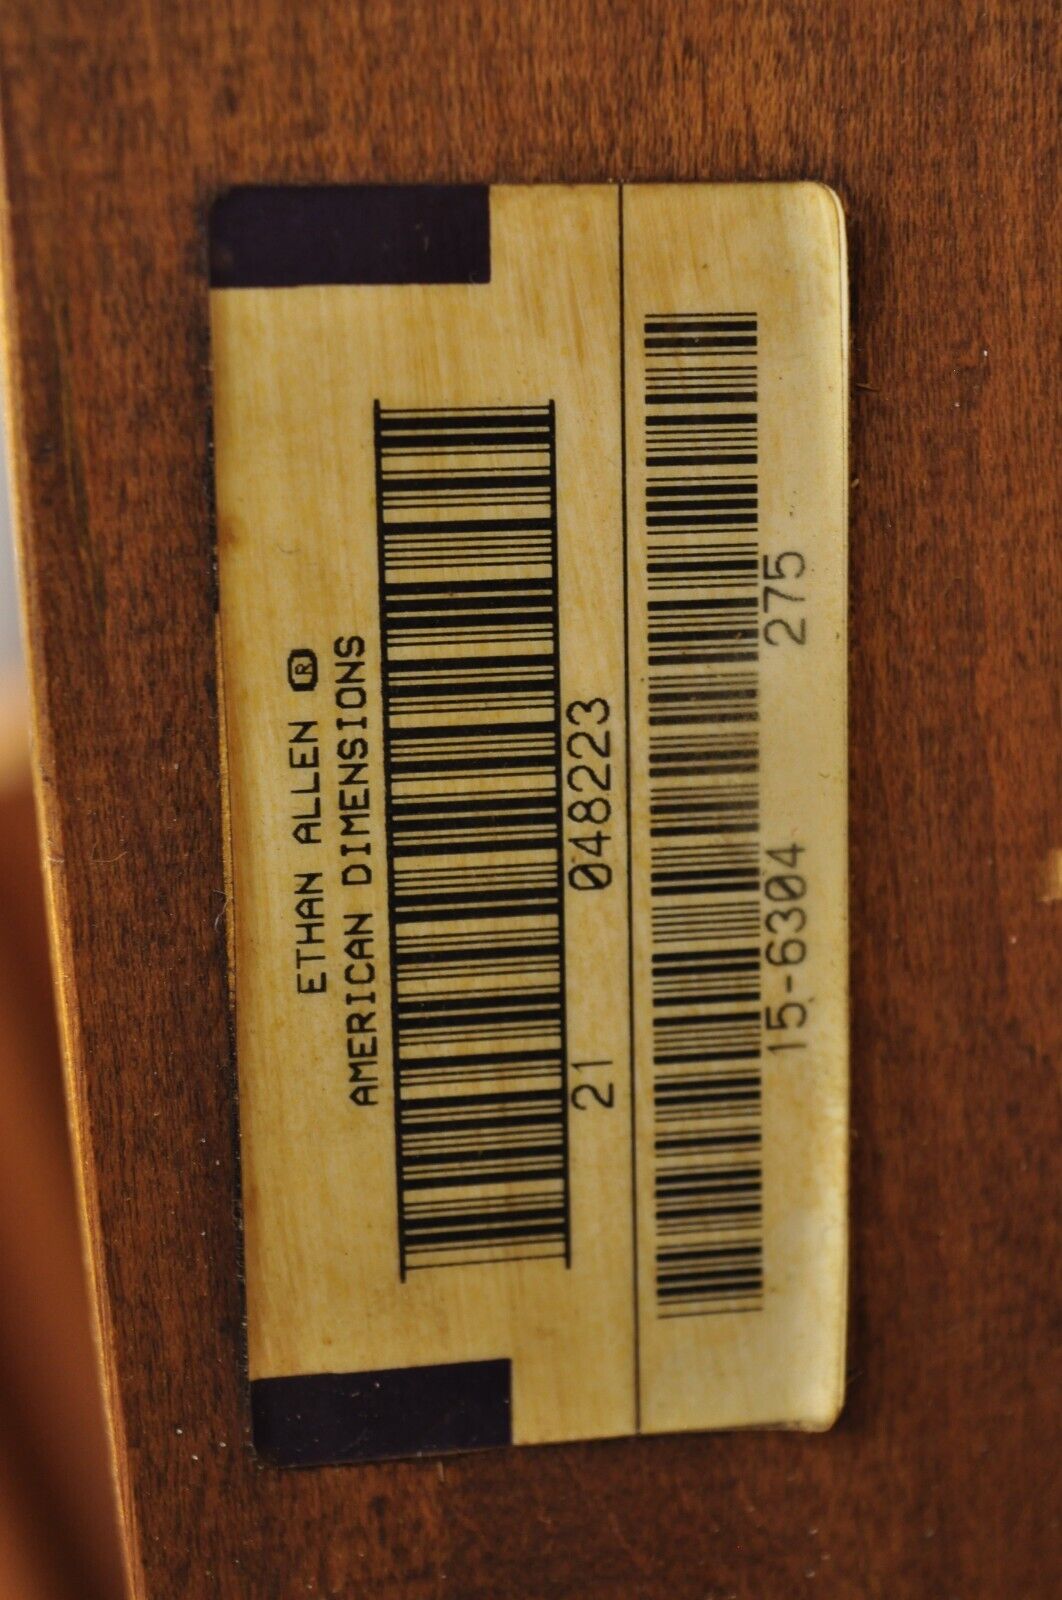 ETHAN ALLEN ®
AMERICAN DIMENSIONS
21 048223
15-6304 275